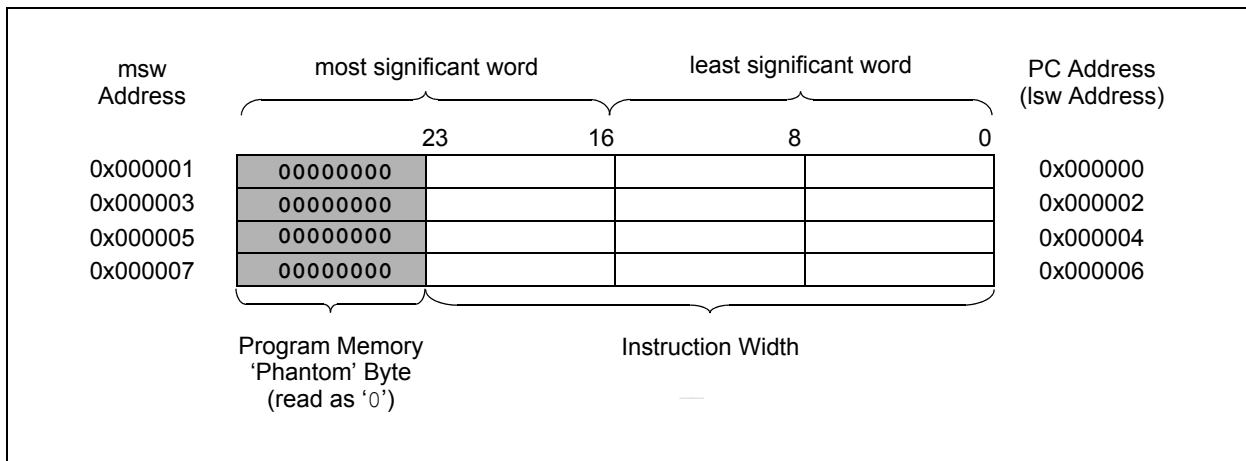 msw
Address
most significant word
least significant word
PC Address
(lsw Address)
23
16
8
0
0x000001
00000000
0x000000
0x000003
00000000
0x000002
0x000005
00000000
0x000004
0x000007
00000000
0x000006
Program Memory
‘Phantom’ Byte
(read as ‘0’)
Instruction Width